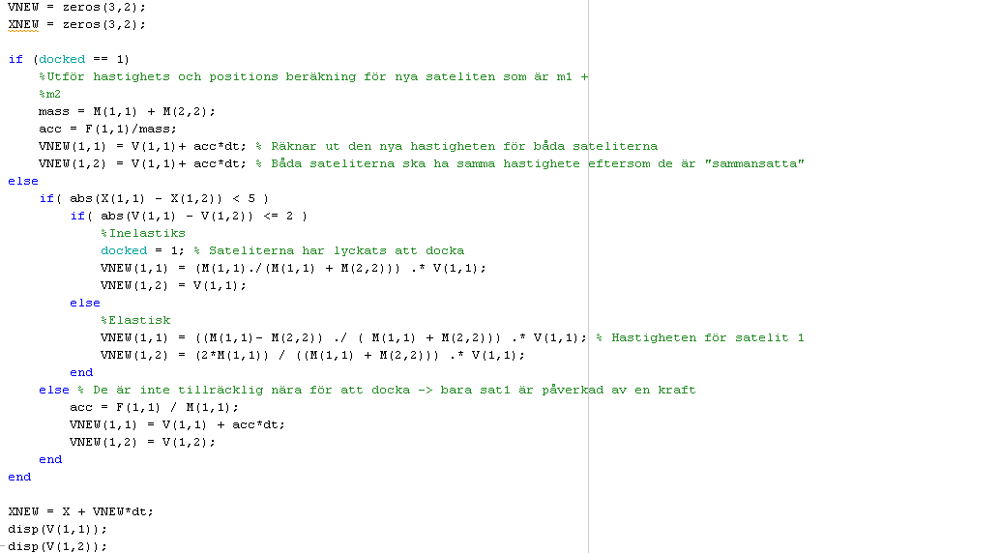 VNEW = zeros(3,2);
XNEW = zeros(3,2);
if (docked == 1)
%Utför hastighets och positions beräkning för nya sateliten som är m1 +
%m2
mass = M(1,1) + M(2,2);
acc = F(1,1)/mass;
VNEW(1,1) = V(1,1)+ acc*dt; % Räknar ut den nya hastigheten för båda sateliterna
VNEW(1,2) = V(1,1)+ acc*dt; % Båda sateliterna ska ha samma hastighete eftersom de är "sammansatta"
else
if( abs(X(1,1) - X(1,2)) < 5 )
if( abs(V(1,1) - V(1,2)) <= 2 )
%Inelastiks
docked = 1; % Sateliterna har lyckats att docka
VNEW(1,1) = (M(1,1)./(M(1,1) + M(2,2))) .* V(1,1);
VNEW(1,2) = V(1,1);
else
%Elastisk
VNEW(1,1) = ((M(1,1)- M(2,2)) ./ ( M(1,1) + M(2,2))) .* V(1,1); % Hastigheten för satelit 1
VNEW(1,2) = (2*M(1,1)) / ((M(1,1) + M(2,2))) .* V(1,1);
end
else % De är inte tillräcklig nära för att docka -> bara sat1 är påverkad av en kraft
acc = F(1,1) / M(1,1);
VNEW(1,1) = V(1,1) + acc*dt;
VNEW(1,2) = V(1,2);
end
end
XNEW = X + VNEW*dt;
disp(V(1,1));
disp(V(1,2));